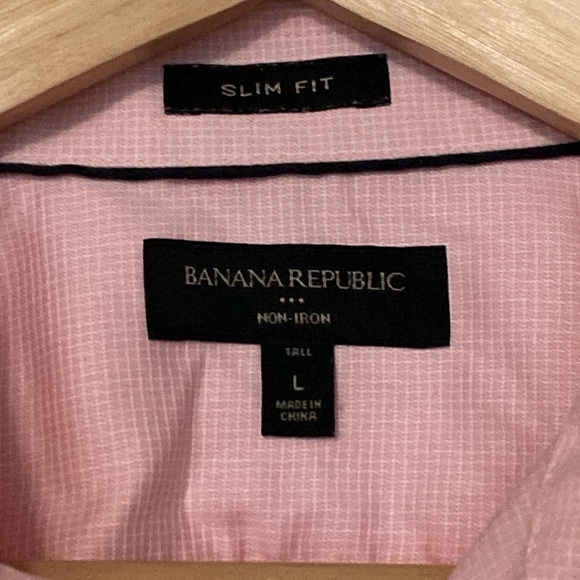 SLIM FIT
BANANA REPUBLIC
NON-IRON
TALL
L
MADE IN
CHINA